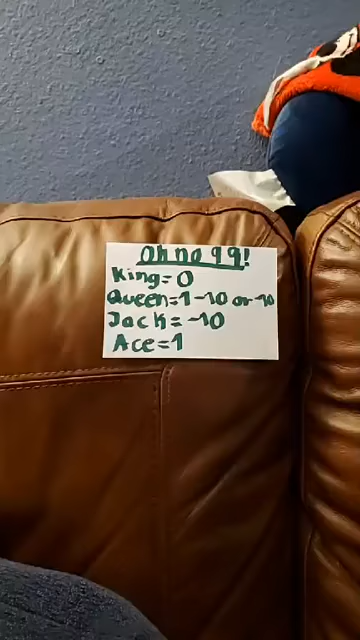 Oh no 99!
King=0
Queen=1-10 or -10
Jack=-10
Ace=1